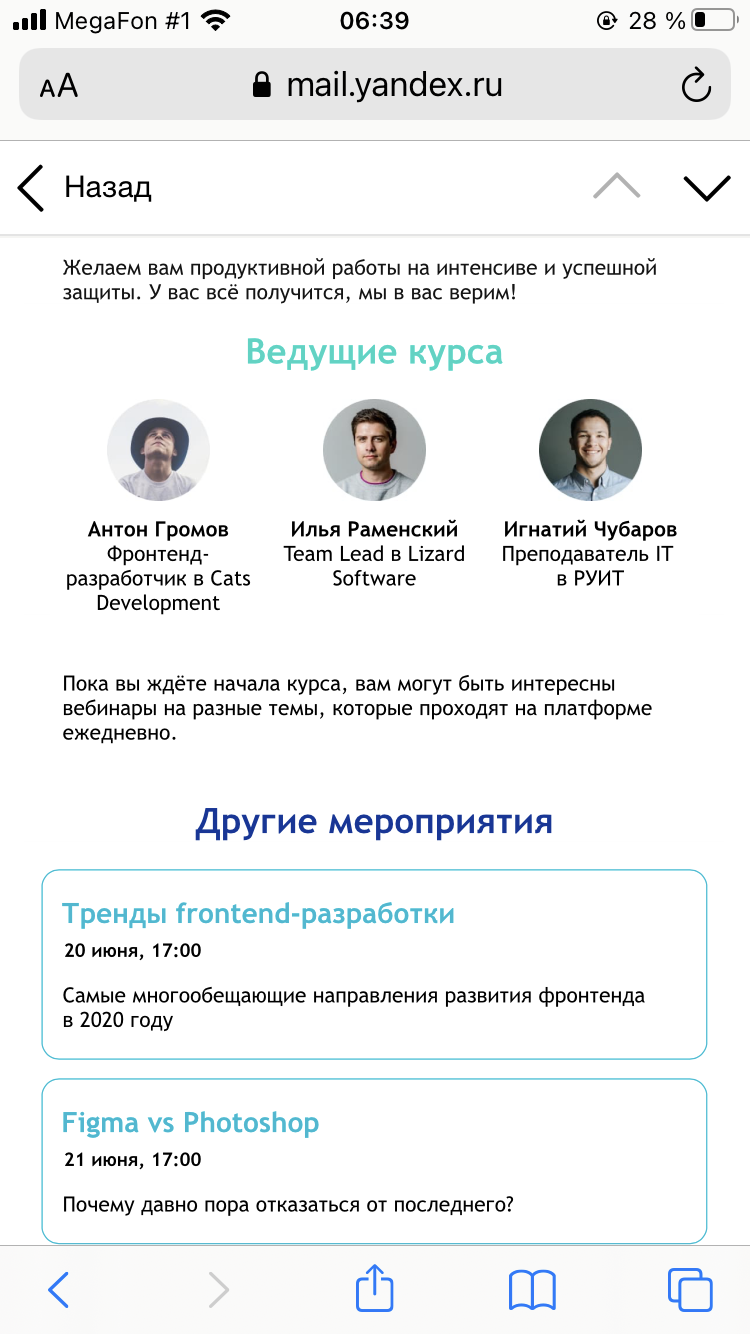 MegaFon #1 06:39 28 %
AA mail.yandex.ru
Назад
Желаем вам продуктивной работы на интенсиве и успешной
защиты. У вас всё получится, мы в вас верим!
Ведущие курса
Антон Громов
Фронтенд-
разработчик в Cats
Development
Илья Раменский
Team Lead в Lizard
Software
Игнатий Чубаров
Преподаватель IT
в РУИТ
Пока вы ждёте начала курса, вам могут быть интересны
вебинары на разные темы, которые проходят на платформе
ежедневно.
Другие мероприятия
Тренды frontend-разработки
20 июня, 17:00
Самые многообещающие направления развития фронтенда
в 2020 году
Figma vs Photoshop
21 июня, 17:00
Почему давно пора отказаться от последнего?